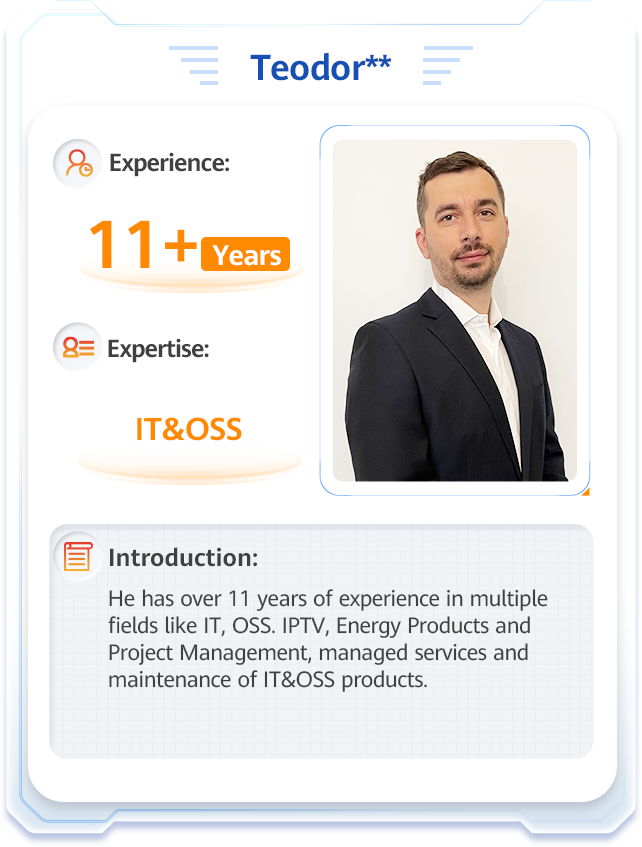 Teodor**
Experience:
11+ Years
Expertise:
IT&OSS
Introduction:
He has over 11 years of experience in multiple
fields like IT, OSS. IPTV, Energy Products and
Project Management, managed services and
maintenance of IT&OSS products.